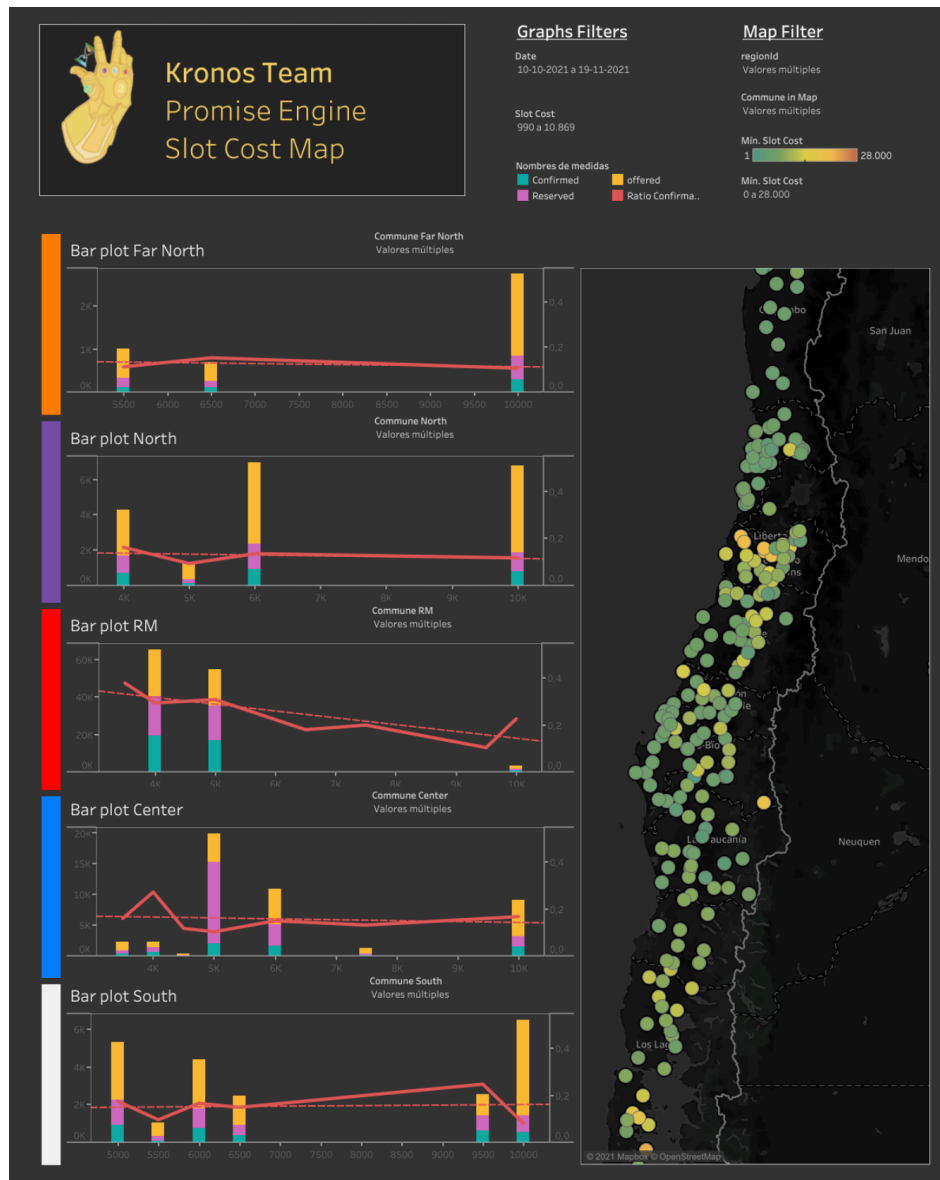 Kronos Team
Promise Engine
Slot Cost Map
Graphs Filters
Date
10-10-2021 a 19-11-2021
Slot Cost
990 a 10.869
Nombres de medidas
Confirmed
offered
Reserved
Ratio Confirma..
Map Filter
regionId
Valores múltiples
Commune in Map
Valores múltiples
Mín. Slot Cost
1
28.000
Mín. Slot Cost
0 a 28.000
Bar plot Far North
Commune Far North
Valores múltiples
2K
1K
0K
0,4
0,2
0,0
5500 6000 6500 7000 7500 8000 8500 9000 9500 10000
Bar plot North
Commune North
Valores múltiples
6K
4K
2K
0K
0,4
0,2
0,0
4K 5K 6K 7K 8K 9K 10K
Bar plot RM
Commune RM
Valores múltiples
60K
40K
20K
0K
0,4
0,2
0,0
4K 5K 6K 7K 8K 9K 10K
Bar plot Center
Commune Center
Valores múltiples
20K
15K
10K
5K
0K
0,4
0,2
0,0
4K 5K 6K 7K 8K 9K 10K
Bar plot South
Commune South
Valores múltiples
6K
4K
2K
0K
0,4
0,2
0,0
5000 5500 6000 6500 7000 7500 8000 8500 9000 9500 10000
San Juan
Mendo
Neuquen
© 2021 Mapbox © OpenStreetMap